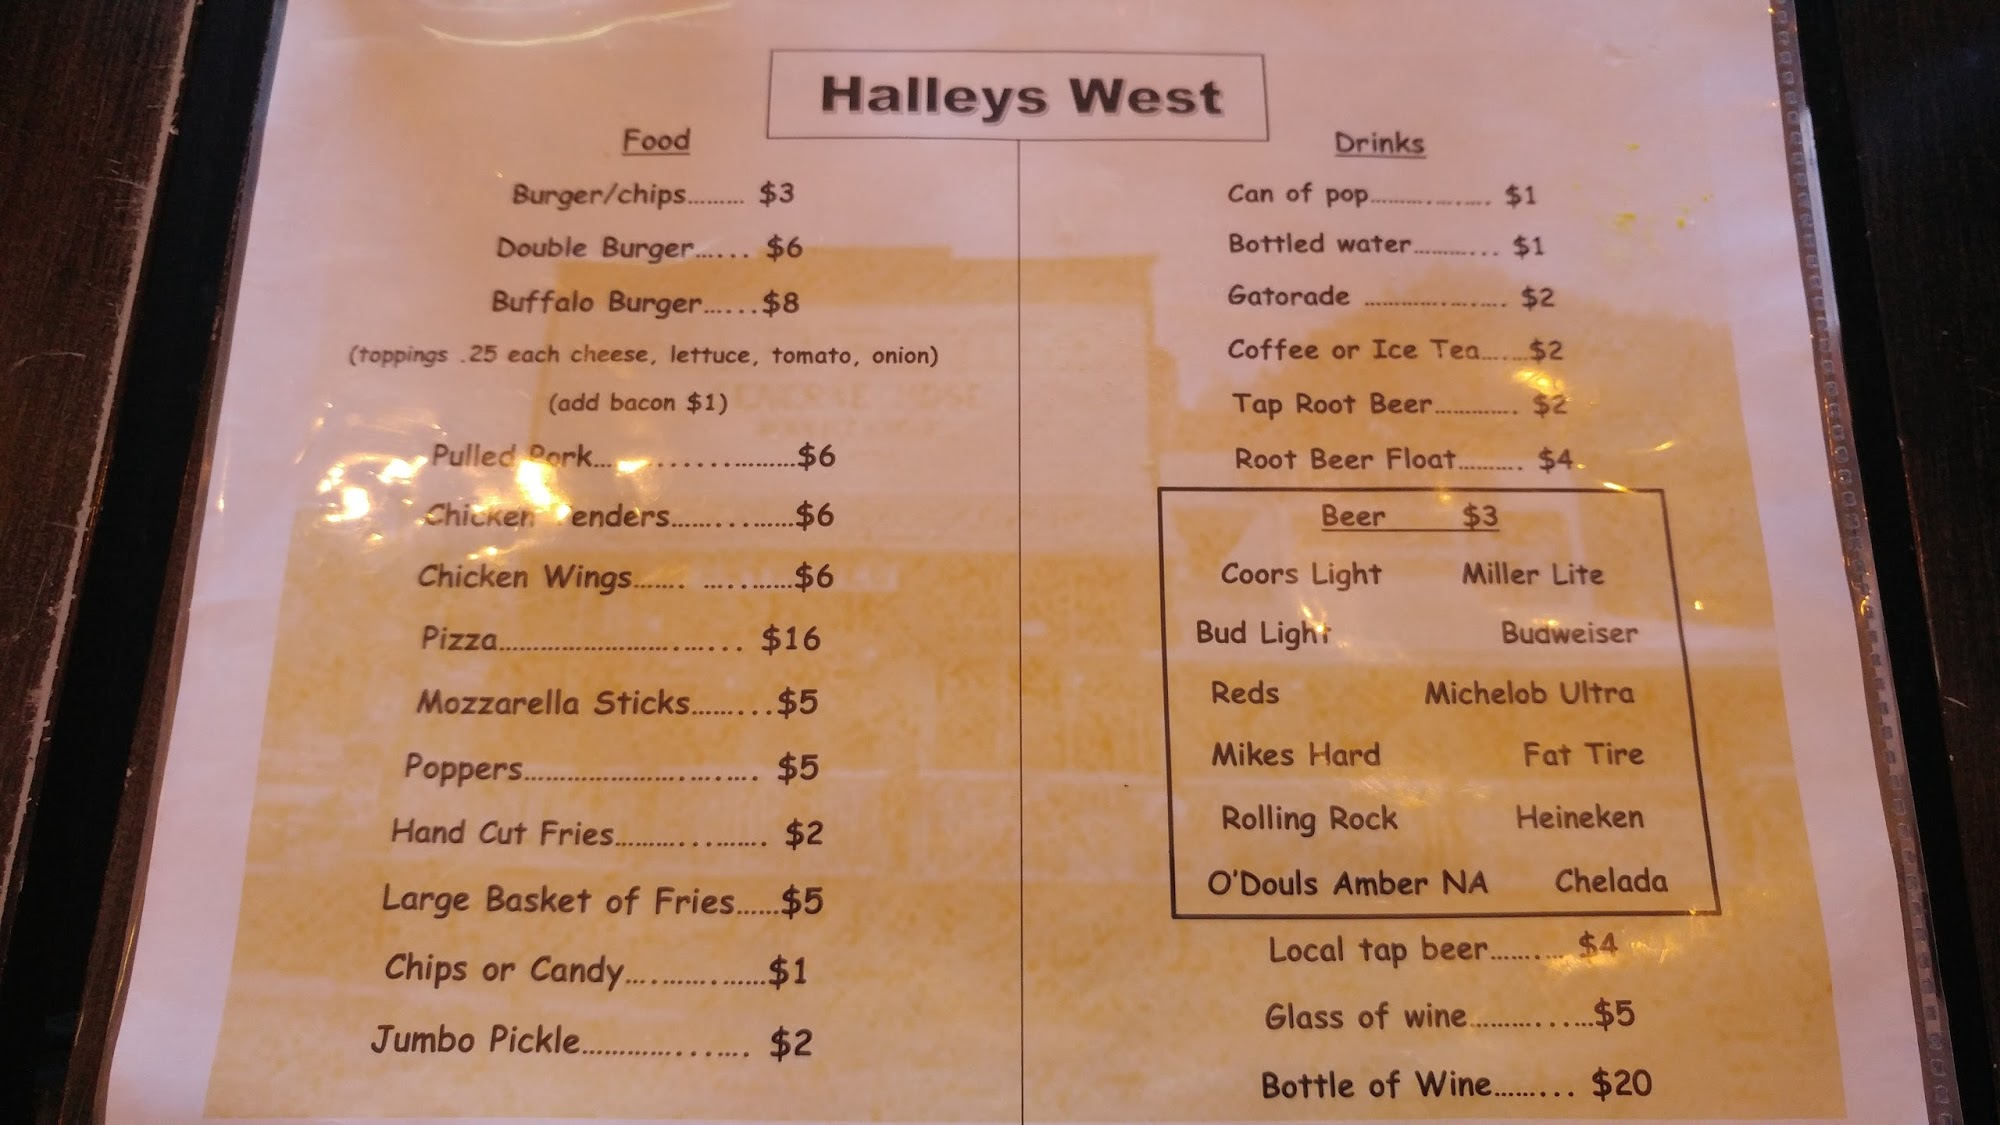 Halleys West
Food
Burger/chips......... $3
Double Burger...... $6
Buffalo Burger......$8
(toppings .25 each cheese, lettuce, tomato, onion)
(add bacon $1)
Pulled Pork......................$6
Chicken Tenders..................$6
Chicken Wings....... ............$6
Pizza................................ $16
Mozzarella Sticks.........$5
Poppers............................... $5
Hand Cut Fries.................... $2
Large Basket of Fries......$5
Chips or Candy.................$1
Jumbo Pickle...................... $2
Drinks
Can of pop................ $1
Bottled water........... $1
Gatorade .................. $2
Coffee or Ice Tea......$2
Tap Root Beer............ $2
Root Beer Float......... $4
Beer $3
Coors Light Miller Lite
Bud Light Budweiser
Reds Michelob Ultra
Mikes Hard Fat Tire
Rolling Rock Heineken
O'Douls Amber NA Chelada
Local tap beer.......... $4
Glass of wine...............$5
Bottle of Wine......... $20